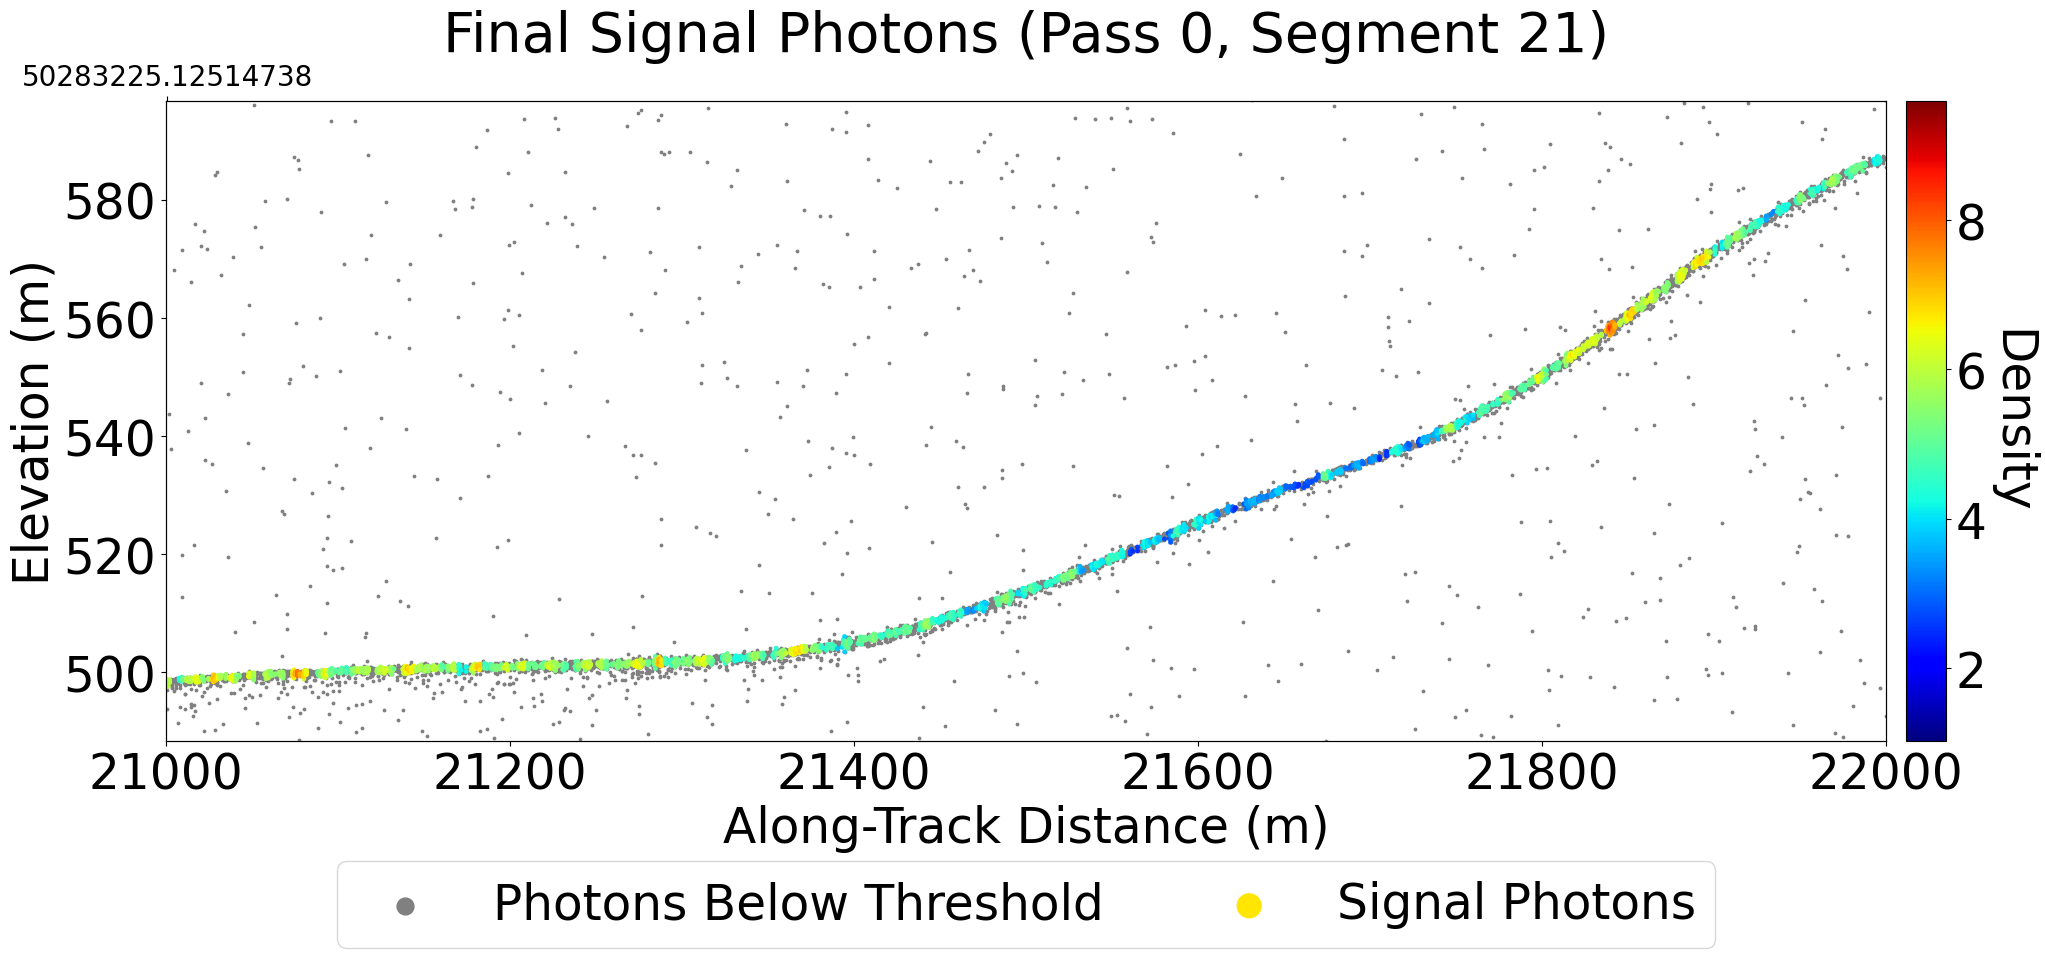 Final Signal Photons (Pass 0, Segment 21)
50283225.12514738
580
560
540
520
500
Elevation (m)
21000 21200 21400 21600 21800 22000
Along-Track Distance (m)
8
6
4
2
Density
Photons Below Threshold Signal Photons